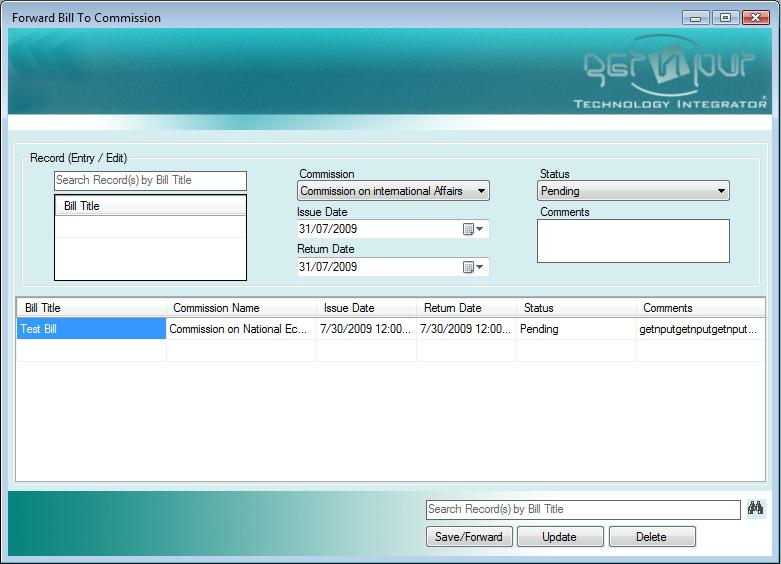 Forward Bill To Commission
getnput
TECHNOLOGY INTEGRATOR
Record (Entry / Edit)
Search Record(s) by Bill Title
Bill Title
Commission
Commission on international Affairs
Issue Date
31/07/2009
Return Date
31/07/2009
Status
Pending
Comments
Bill Title Commission Name Issue Date Return Date Status Comments
Test Bill Commission on National Ec... 7/30/2009 12:00... 7/30/2009 12:00... Pending getnputgetnputgetnput...
Search Record(s) by Bill Title
Save/Forward Update Delete